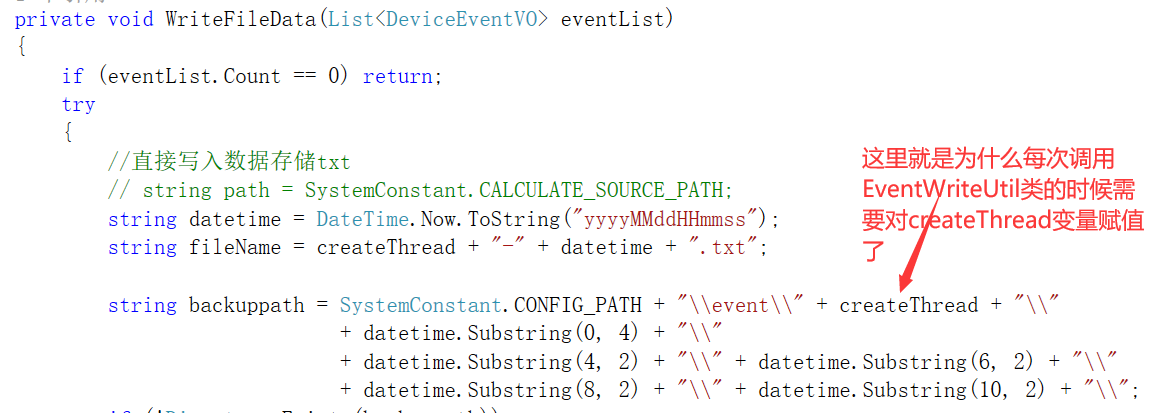 private void WriteFileData(List<DeviceEventVO> eventList)
{
if (eventList.Count == 0) return;
try
{
//直接写入数据存储txt
// string path = SystemConstant.CALCULATE_SOURCE_PATH;
string datetime = DateTime.Now.ToString("yyyyMMddHHmmss");
string fileName = createThread + "-" + datetime + ".txt";
这里就是为什么每次调用
EventWriteUtil类的时候需
要对createThread变量赋值
了
string backuppath = SystemConstant.CONFIG_PATH + "\\event\\" + createThread + "\\"
+ datetime.Substring(0, 4) + "\\"
+ datetime.Substring(4, 2) + "\\" + datetime.Substring(6, 2) + "\\"
+ datetime.Substring(8, 2) + "\\" + datetime.Substring(10, 2) + "\\";